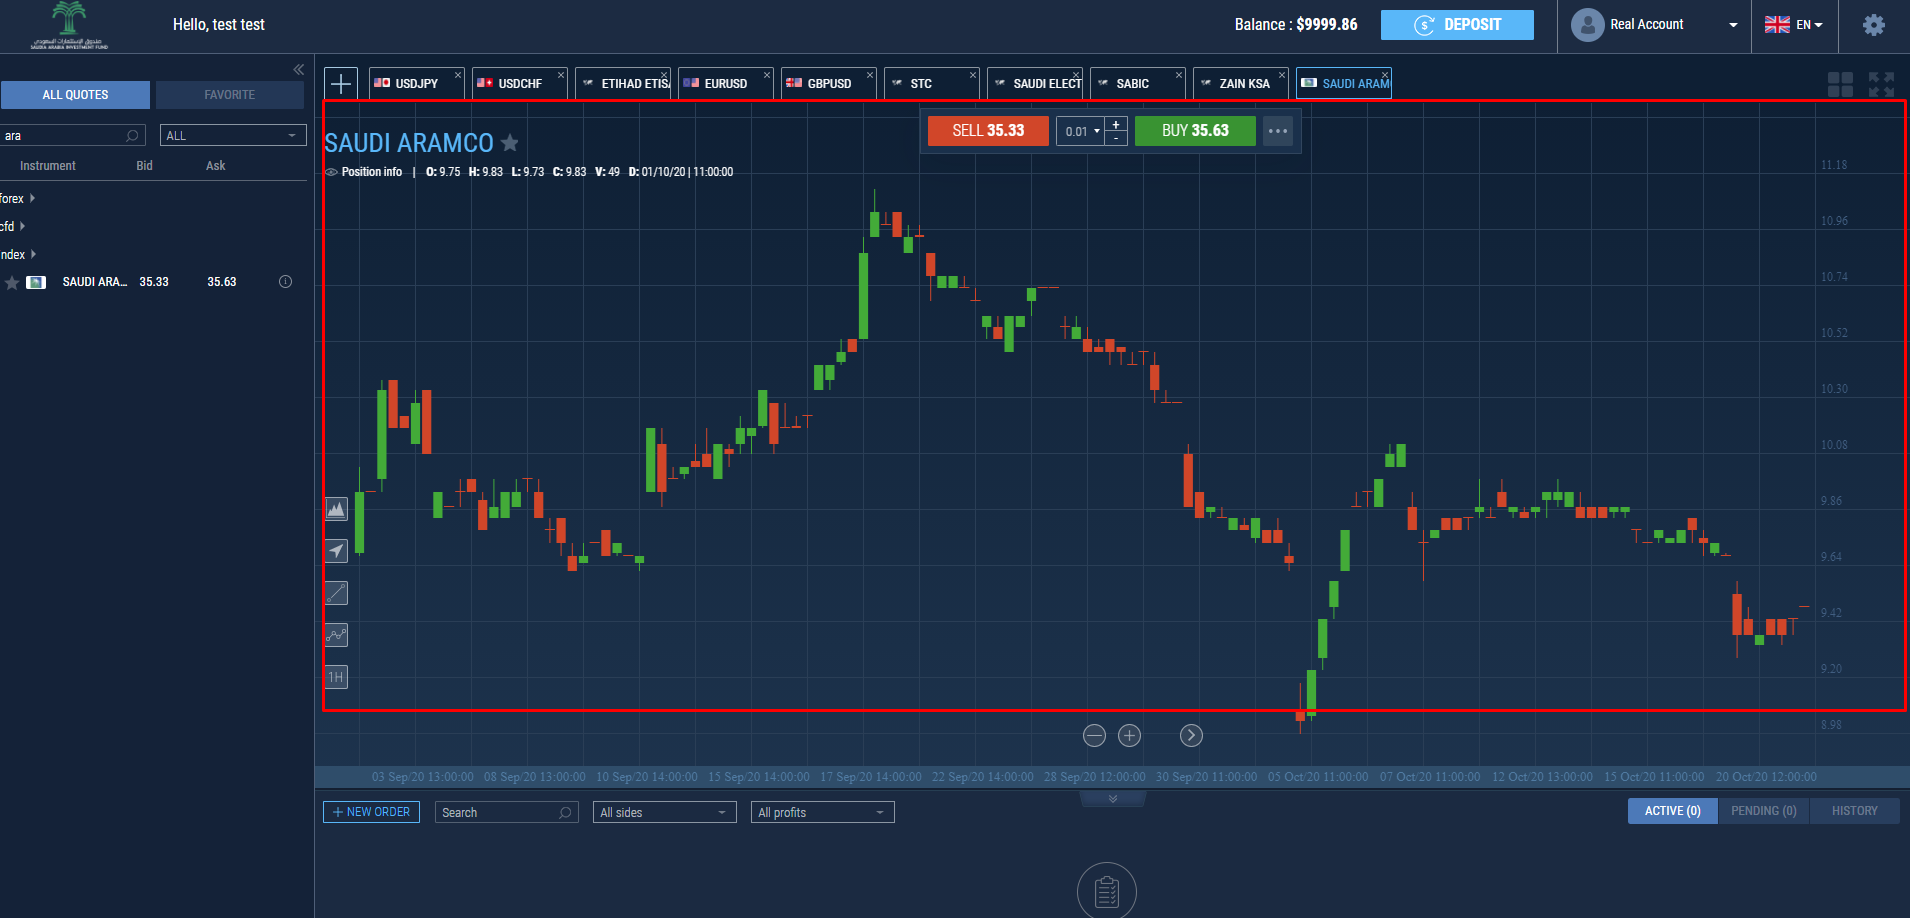 صندوق الإستثمارات السعودي
SAUDIA ARABIA INVESTMENT FUND
Hello, test test
Balance : $9999.86
DEPOSIT
Real Account
EN
ALL QUOTES
FAVORITE
ara
ALL
Instrument Bid Ask
forex
cfd
index
SAUDI ARA... 35.33 35.63
USDJPY
USDCHF
ETIHAD ETISA
EURUSD
GBPUSD
STC
SAUDI ELECT
SABIC
ZAIN KSA
SAUDI ARAM
SAUDI ARAMCO
SELL 35.33
0.01
+
-
BUY 35.63
Position info | O: 9.75 H: 9.83 L: 9.73 C: 9.83 V: 49 D: 01/10/20 | 11:00:00
11.18
10.96
10.74
10.52
10.30
10.08
9.86
9.64
9.42
9.20
8.98
1H
03 Sep/20 13:00:00 08 Sep/20 12:00:00 10 Sep/20 14:00:00 15 Sep/20 14:00:00 17 Sep/20 14:00:00 22 Sep/20 14:00:00 28 Sep/20 12:00:00 30 Sep/20 11:00:00 05 Oct/20 11:00:00 07 Oct/20 11:00:00 12 Oct/20 13:00:00 15 Oct/20 11:00:00 20 Oct/20 12:00:00
+ NEW ORDER
Search
All sides
All profits
ACTIVE (0)
PENDING (0)
HISTORY